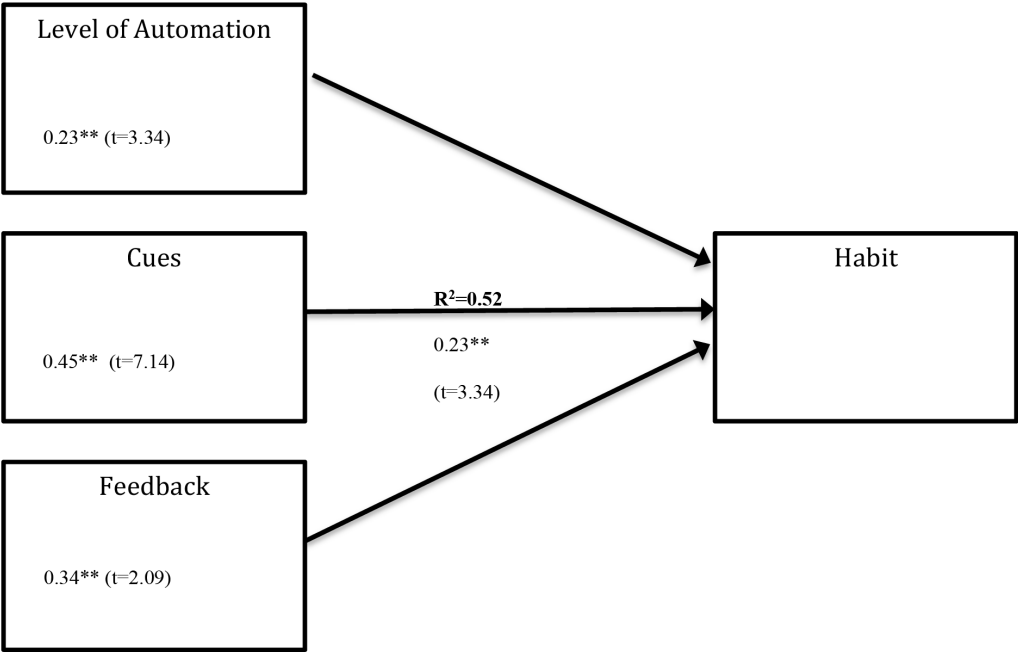 Level of Automation
0.23** (t=3.34)
Cues
0.45** (t=7.14)
Feedback
0.34** (t=2.09)
R²=0.52
0.23**
(t=3.34)
Habit